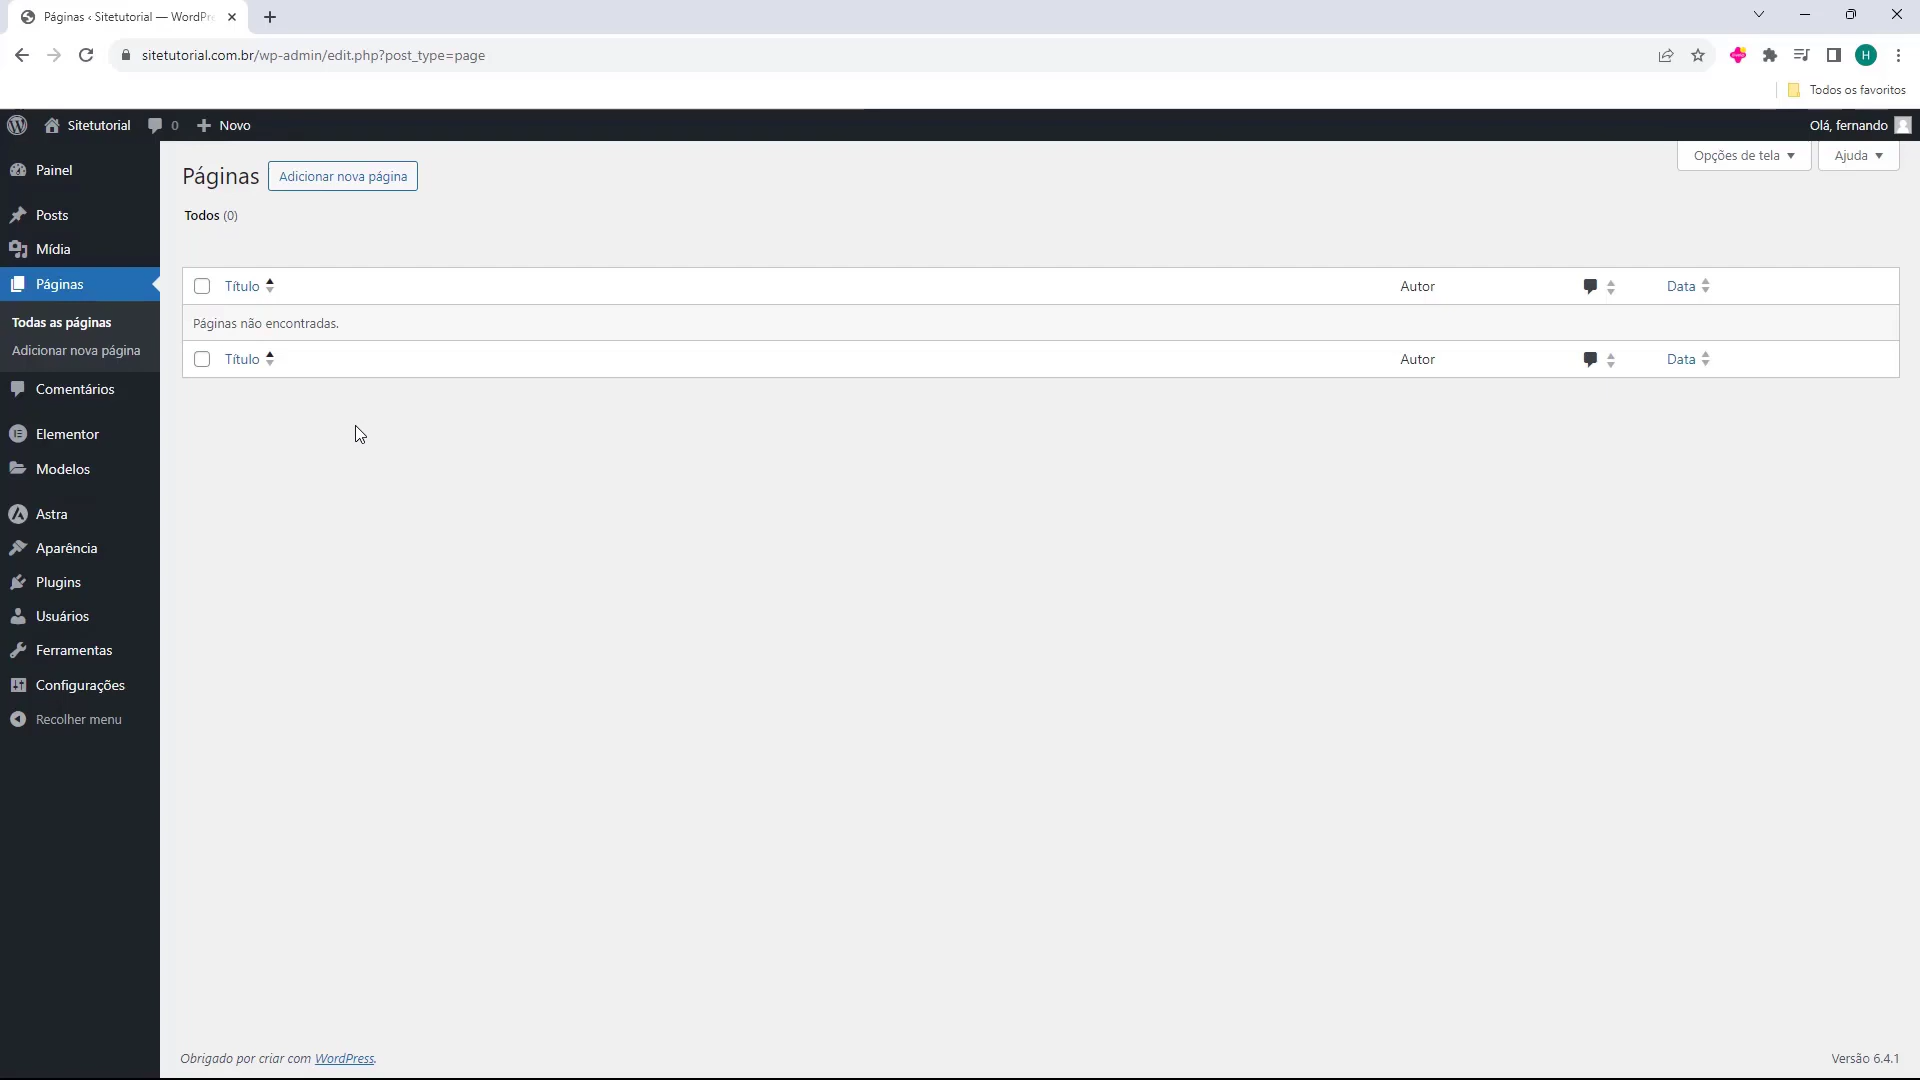 Páginas ‹ Sitetutorial — WordPr
sitetutorial.com.br/wp-admin/edit.php?post_type=page
H
Todos os favoritos
Sitetutorial 0 Novo
Olá, fernando
Painel
Posts
Mídia
Páginas
Todas as páginas
Adicionar nova página
Comentários
Elementor
Modelos
Astra
Aparência
Plugins
Usuários
Ferramentas
Configurações
Recolher menu
Opções de tela
Ajuda
Páginas
Adicionar nova página
Todos (0)
Título Autor Data
Páginas não encontradas.
Título Autor Data
Obrigado por criar com WordPress.
Versão 6.4.1